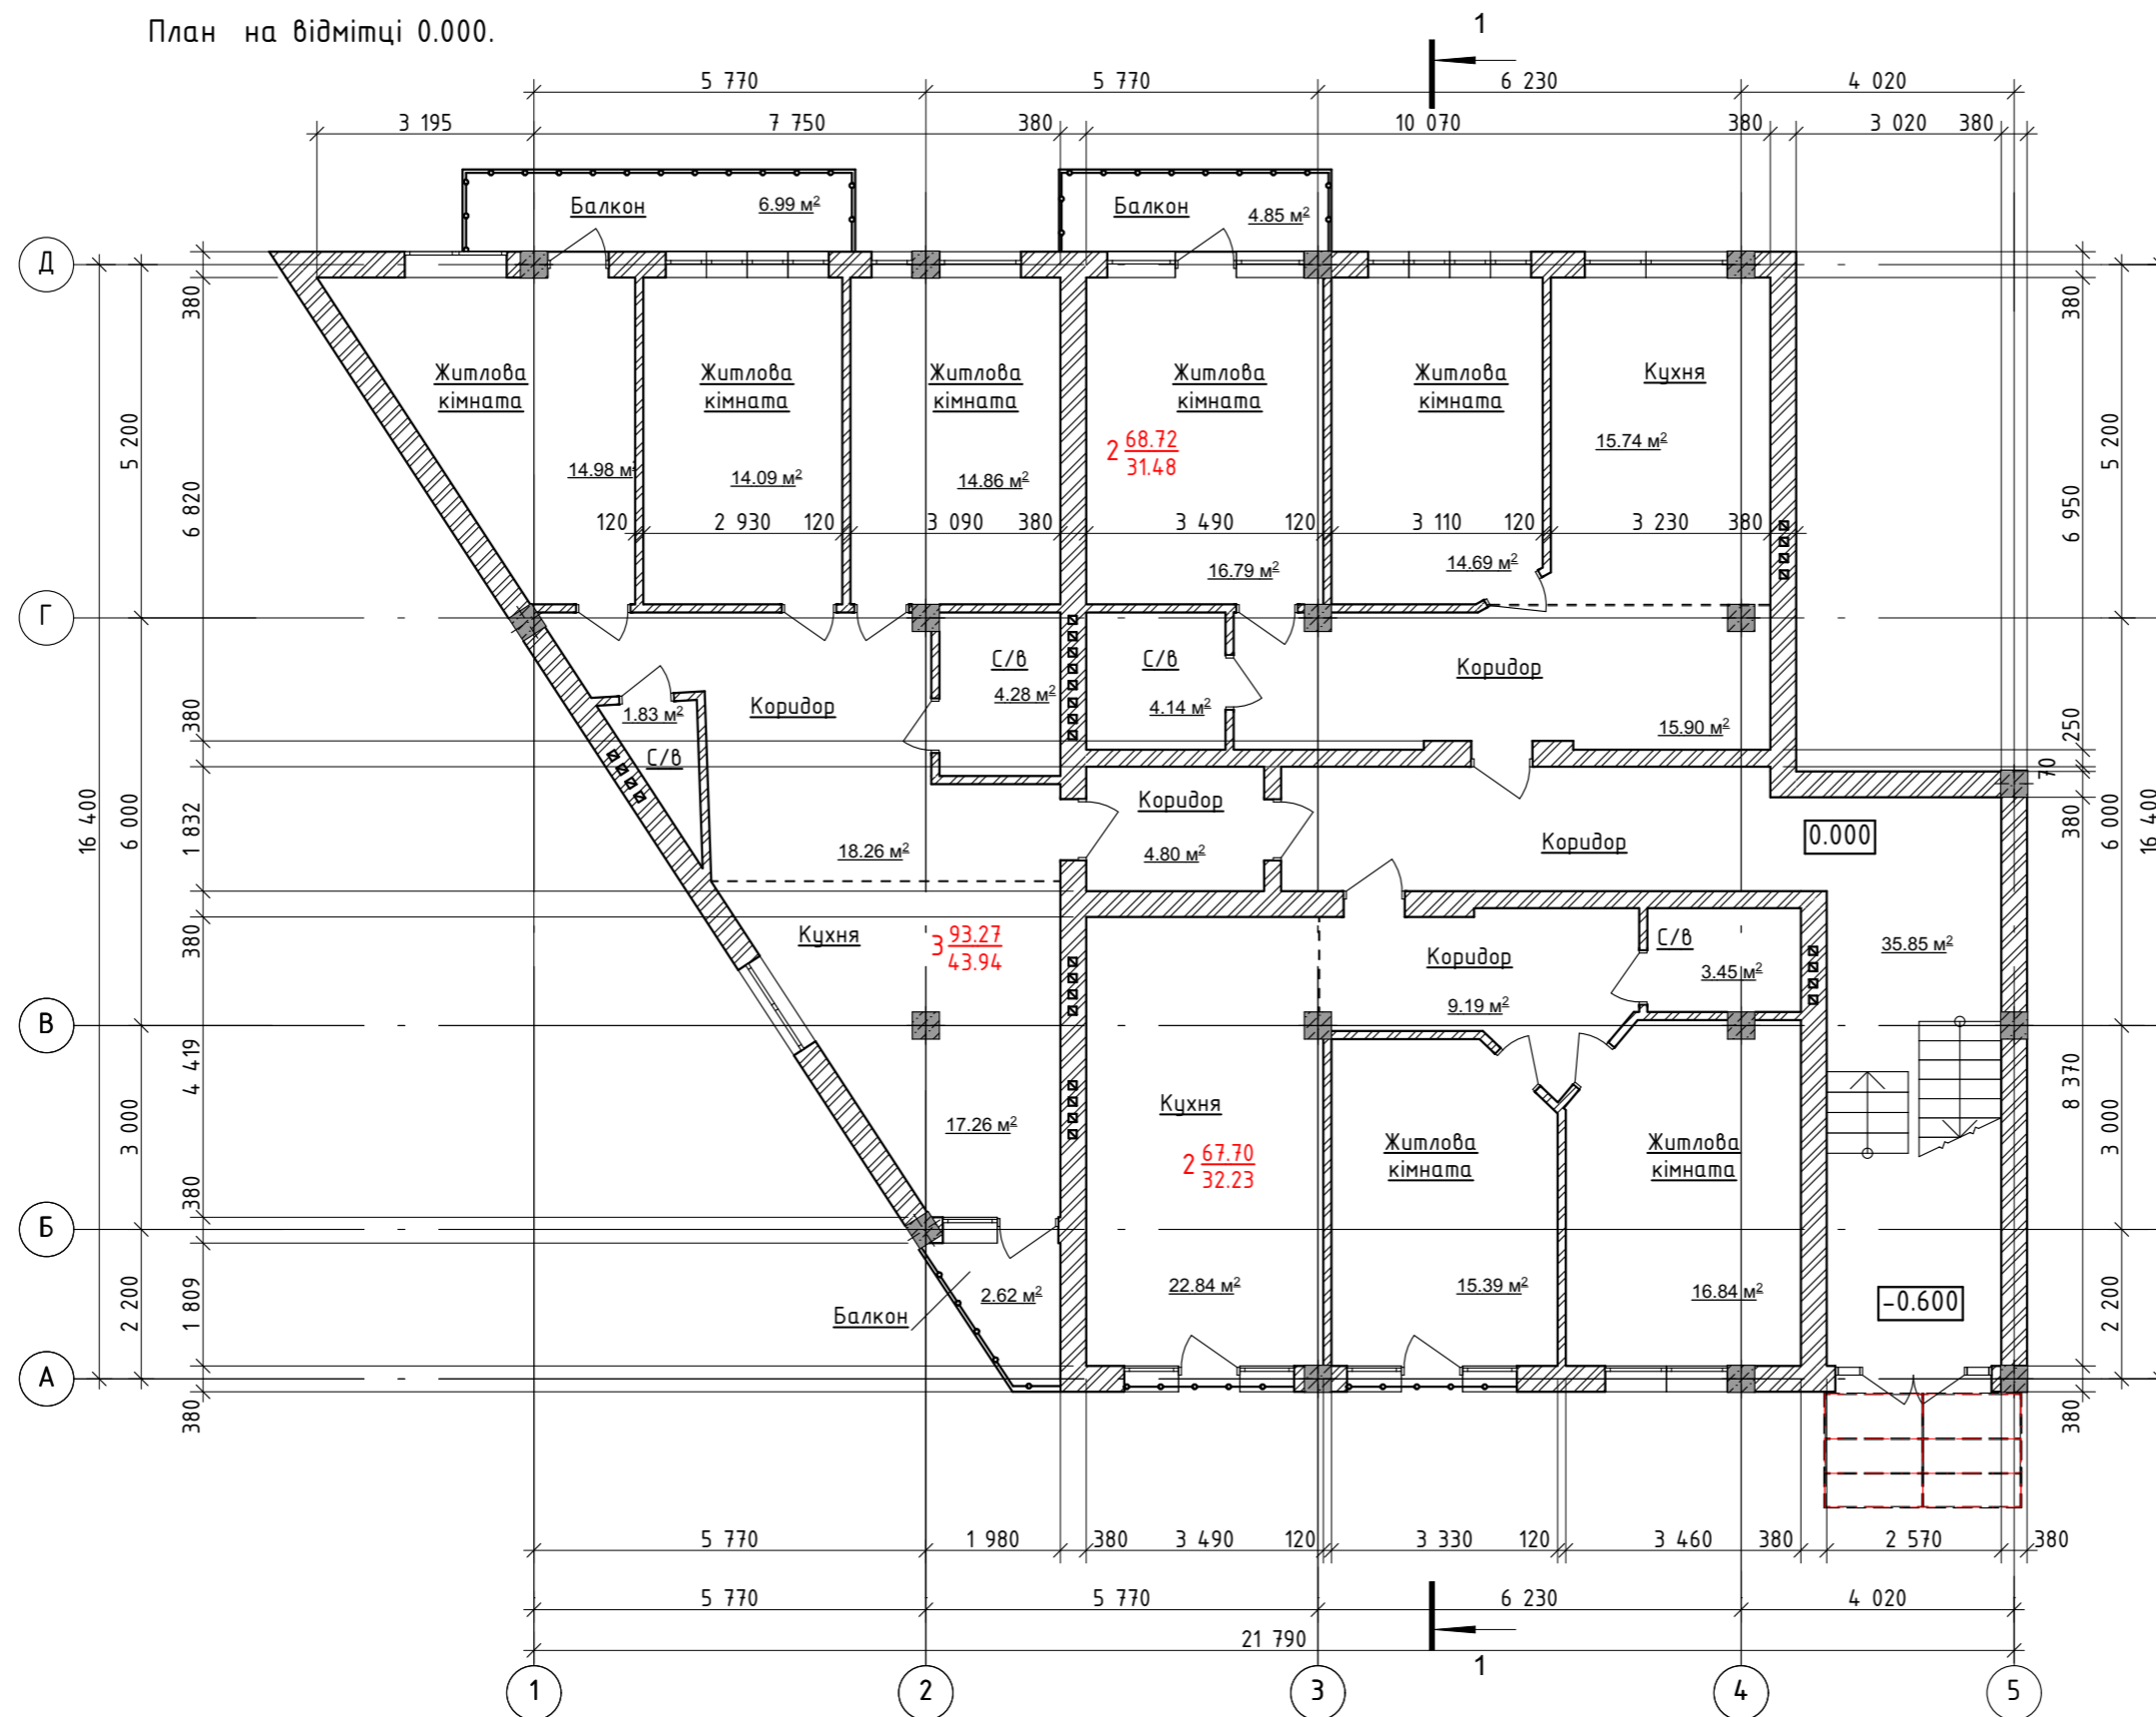 План на відмітці 0.000.
1
5 770 5 770 6 230 4 020
3 195 7 750 380 10 070 380 3 020 380
Балкон 6.99 м² Балкон 4.85 м²
Д
380 380
Житлова кімната
Житлова кімната
Житлова кімната
Житлова кімната
Житлова кімната
Кухня
5 200 6 820
2 68.72
31.48
15.74 м²
5 200 6 950
14.98 м² 14.09 м² 14.86 м²
120 2 930 120 3 090 380 3 490 120 3 110 120 3 230 380
16.79 м² 14.69 м²
Г
С/в С/в Коридор
4.28 м² 4.14 м² 15.90 м²
Коридор
1.83 м²
С/в
380 250
70
Коридор
16 400 6 000 1 832
0.000
Коридор
380 6 000 16 400
18.26 м² 4.80 м²
380
Кухня
3 93.27
43.94
Коридор
С/в
35.85 м²
3.45 м²
9.19 м²
В
4 419
3 000
8 370
3 000
17.26 м²
Кухня
2 67.70
32.23
Житлова кімната
Житлова кімната
380
Б
2.62 м² 22.84 м² 15.39 м² 16.84 м²
-0.600
Балкон
2 200 1 809
2 200
А
380 380
5 770 1 980 380 3 490 120 3 330 120 3 460 380 2 570 380
5 770 5 770 6 230 4 020
21 790
1
1 2 3 4 5